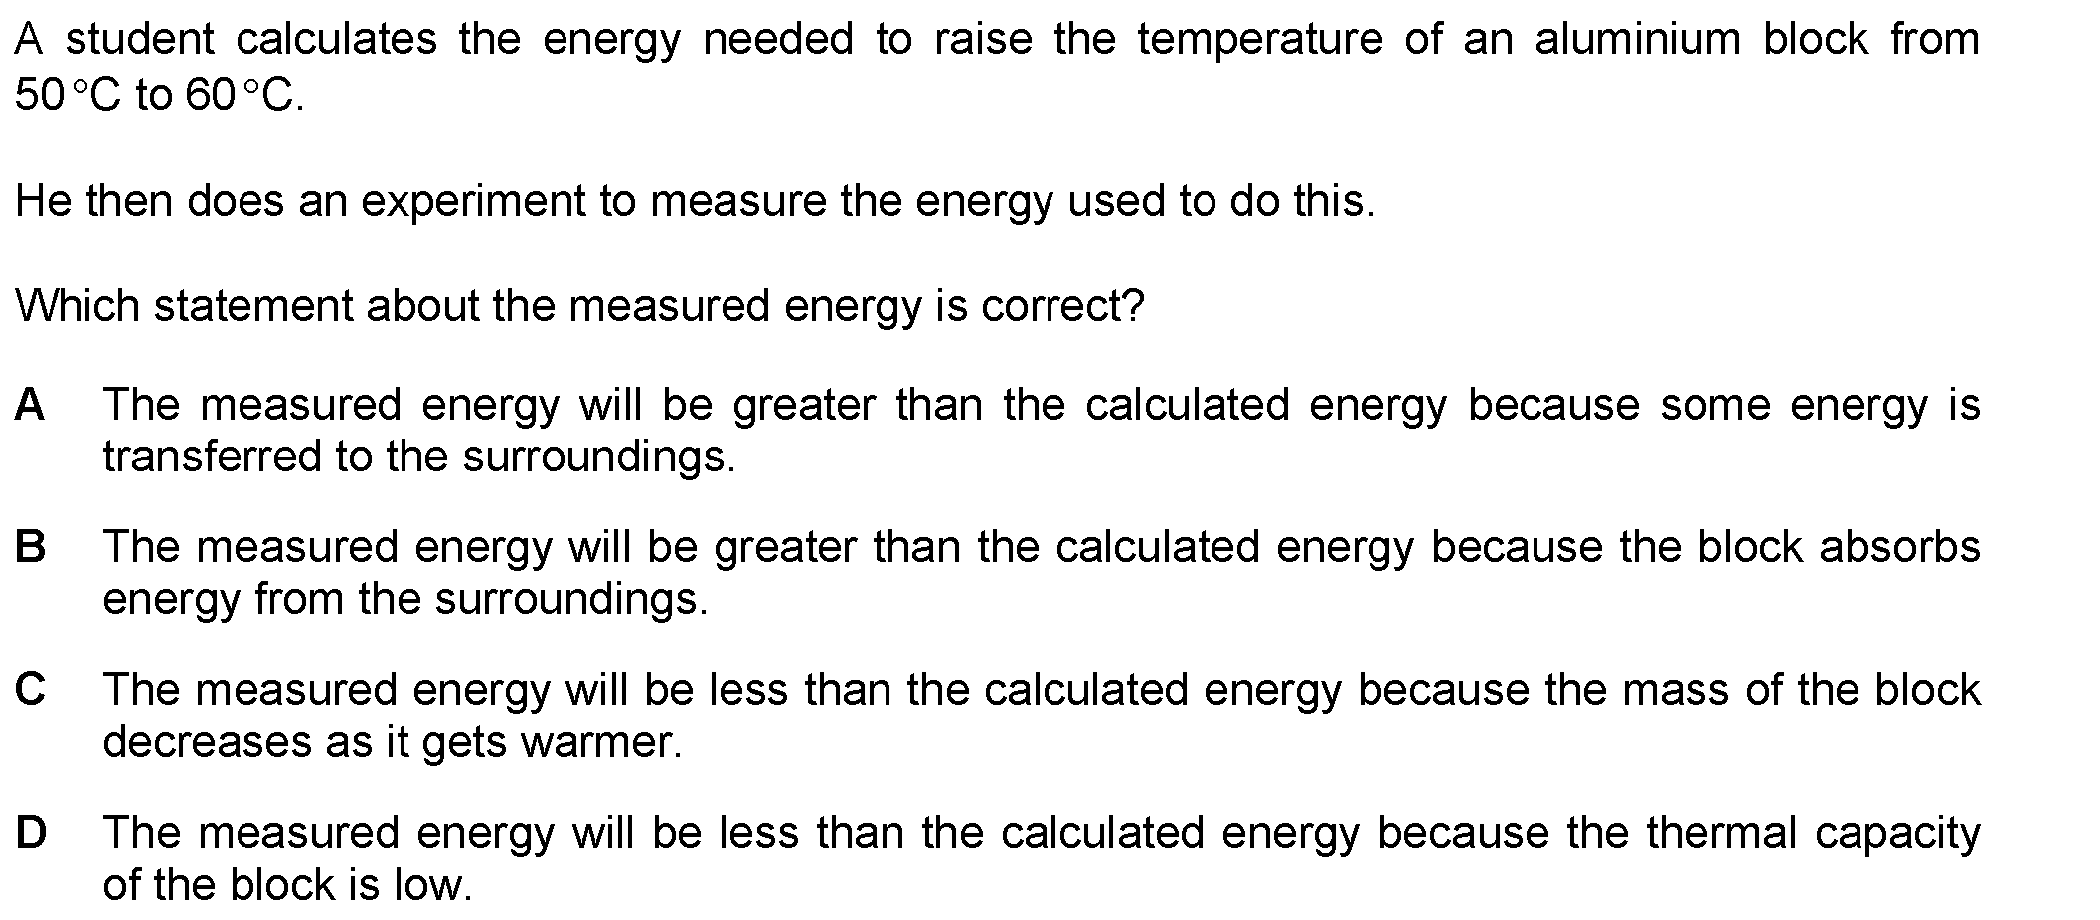 A student calculates the energy needed to raise the temperature of an aluminium block from
50 °C to 60 °C.
He then does an experiment to measure the energy used to do this.
Which statement about the measured energy is correct?
A The measured energy will be greater than the calculated energy because some energy is
transferred to the surroundings.
B The measured energy will be greater than the calculated energy because the block absorbs
energy from the surroundings.
C The measured energy will be less than the calculated energy because the mass of the block
decreases as it gets warmer.
D The measured energy will be less than the calculated energy because the thermal capacity
of the block is low.